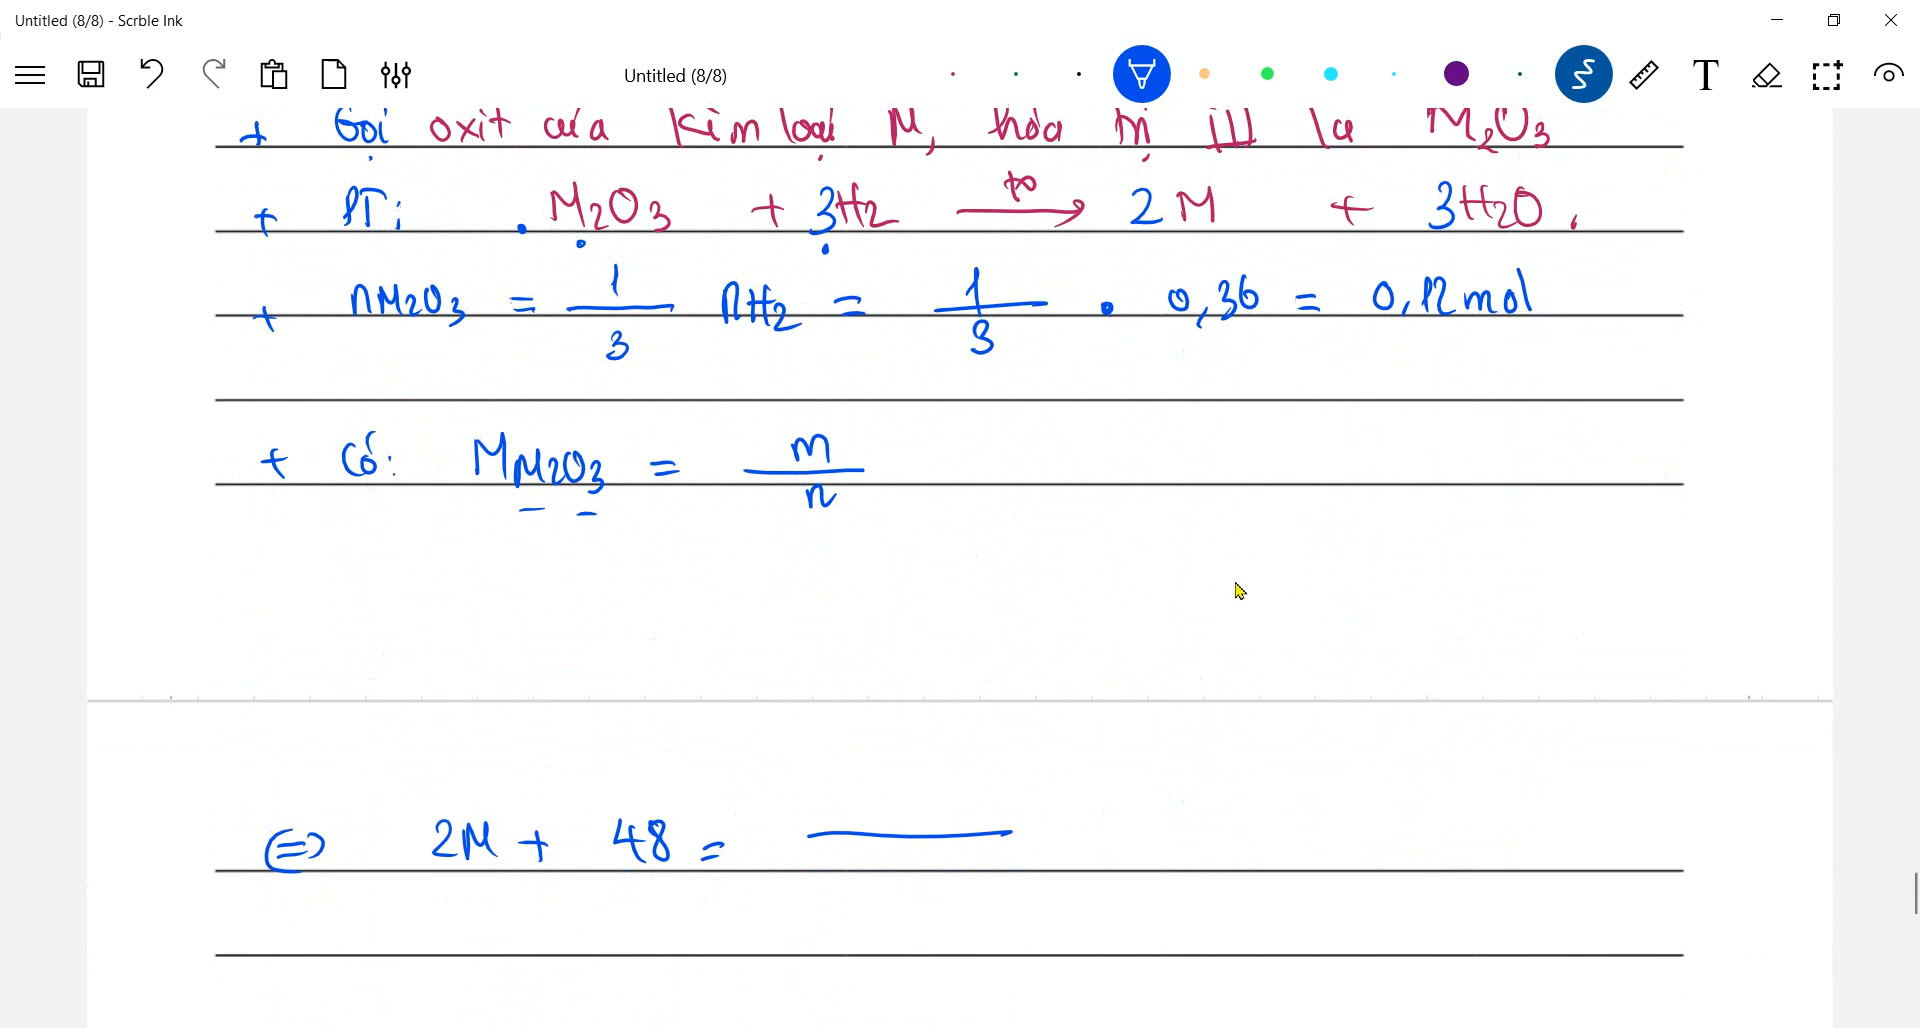 Untitled (8/8) - Scrble Ink
Untitled (8/8)
T
+ Gọi oxit của Kim loại M, hóa trị III là M2O3
+ PT: M2O3 + 3H2 →(t°) 2M + 3H2O.
+ nM2O3 = 1/3 nH2 = 1/3 . 0,36 = 0,12 mol
+ Có: MM2O3 = m/n
⇔ 2M + 48 =